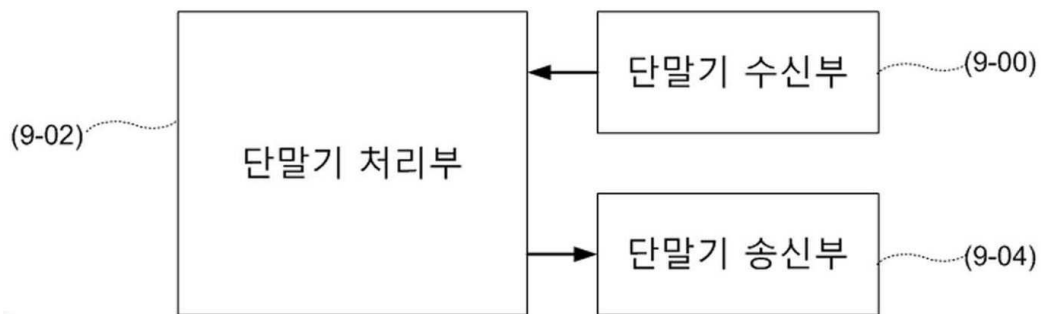 단말기 수신부
(9-00)
(9-02)
단말기 처리부
단말기 송신부
(9-04)